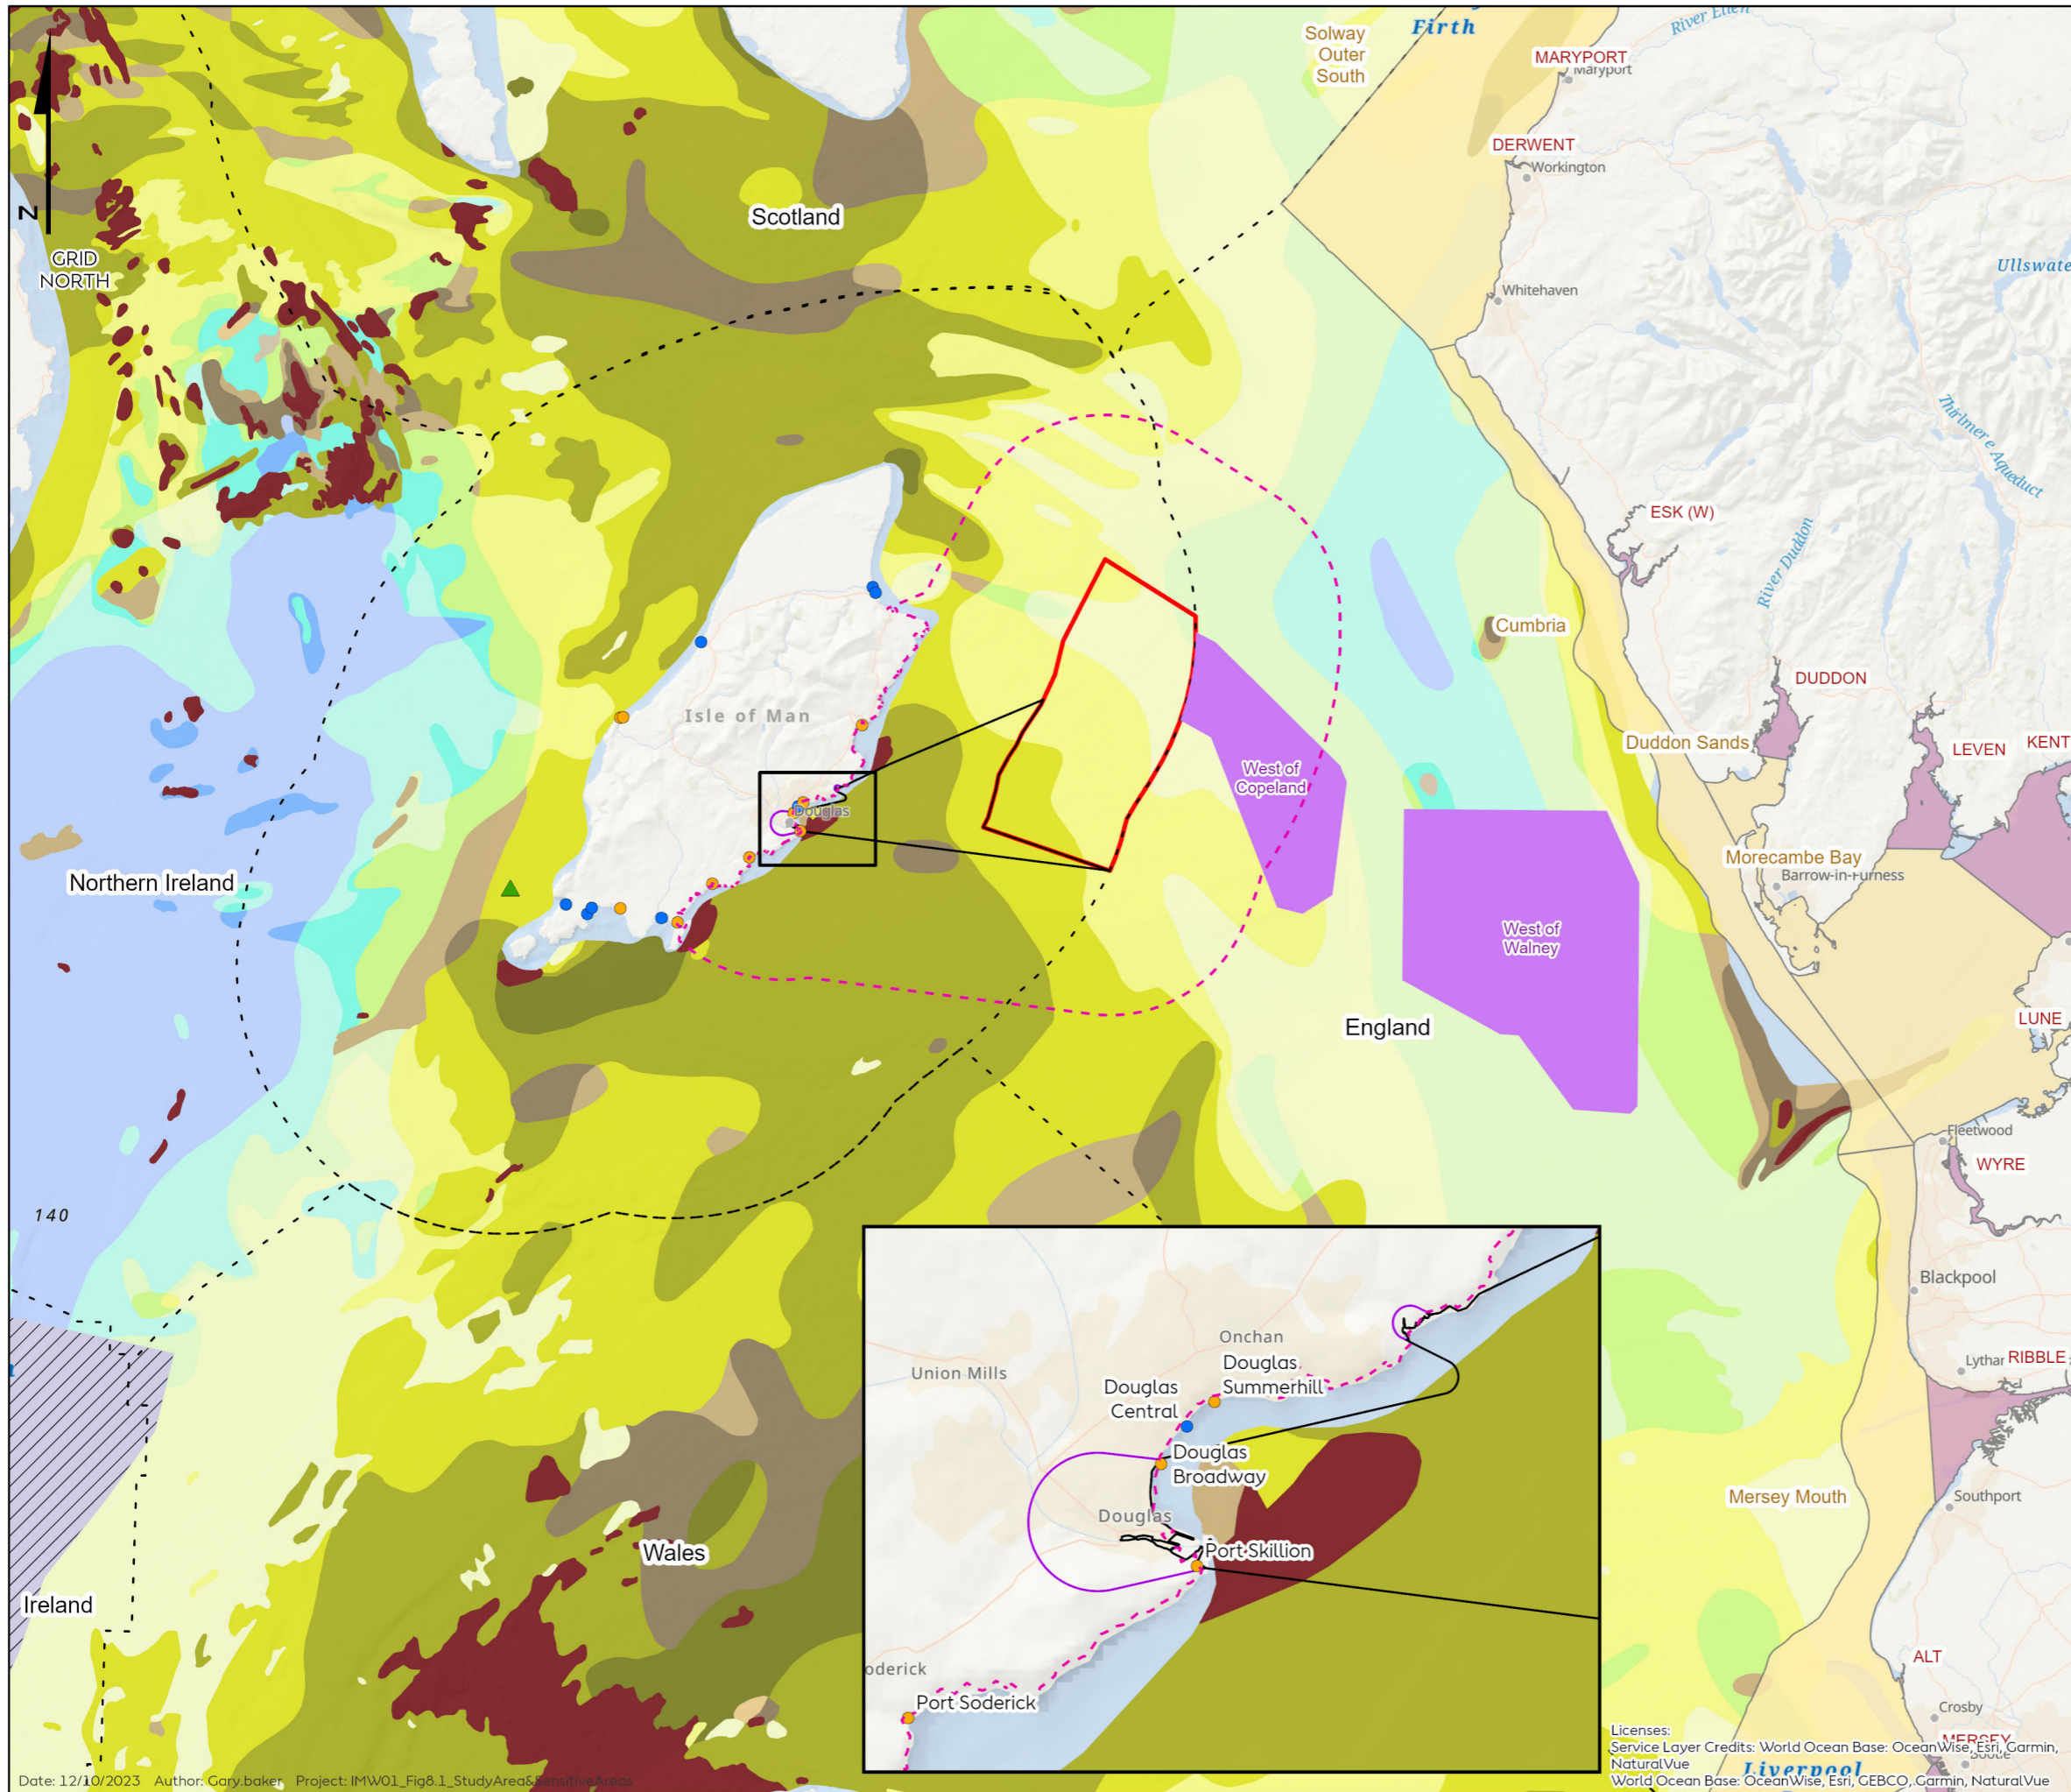 Firth
River Ellen
Solway
Outer
South
MARYPORT
Maryport
DERWENT
Workington
Scotland
N
GRID
NORTH
Whitehaven
Thirlmere Aqueduct
ESK (W)
River Duddon
Cumbria
DUDDON
Isle of Man
Duddon Sands
LEVEN
KENT
West of
Copeland
Douglas
Morecambe Bay
Barrow-in-Furness
Northern Ireland
West of
Walney
England
LUNE
Fleetwood
WYRE
140
Blackpool
Onchan
Union Mills
Douglas
Summerhill
Douglas
Central
RIBBLE
Douglas
Broadway
Mersey Mouth
Southport
Douglas
Port Skillion
Wales
Ireland
ALT
oderick
Port Soderick
Crosby
MERSEY
Bootle
Liverpool
Licenses:
Service Layer Credits: World Ocean Base: OceanWise, Esri, Garmin,
NaturalVue
World Ocean Base: OceanWise, Esri, GEBCO, Garmin, NaturalVue
Date: 12/10/2023 Author: Gary.baker Project: IMW01_Fig8.1_StudyArea&SensitiveAreas